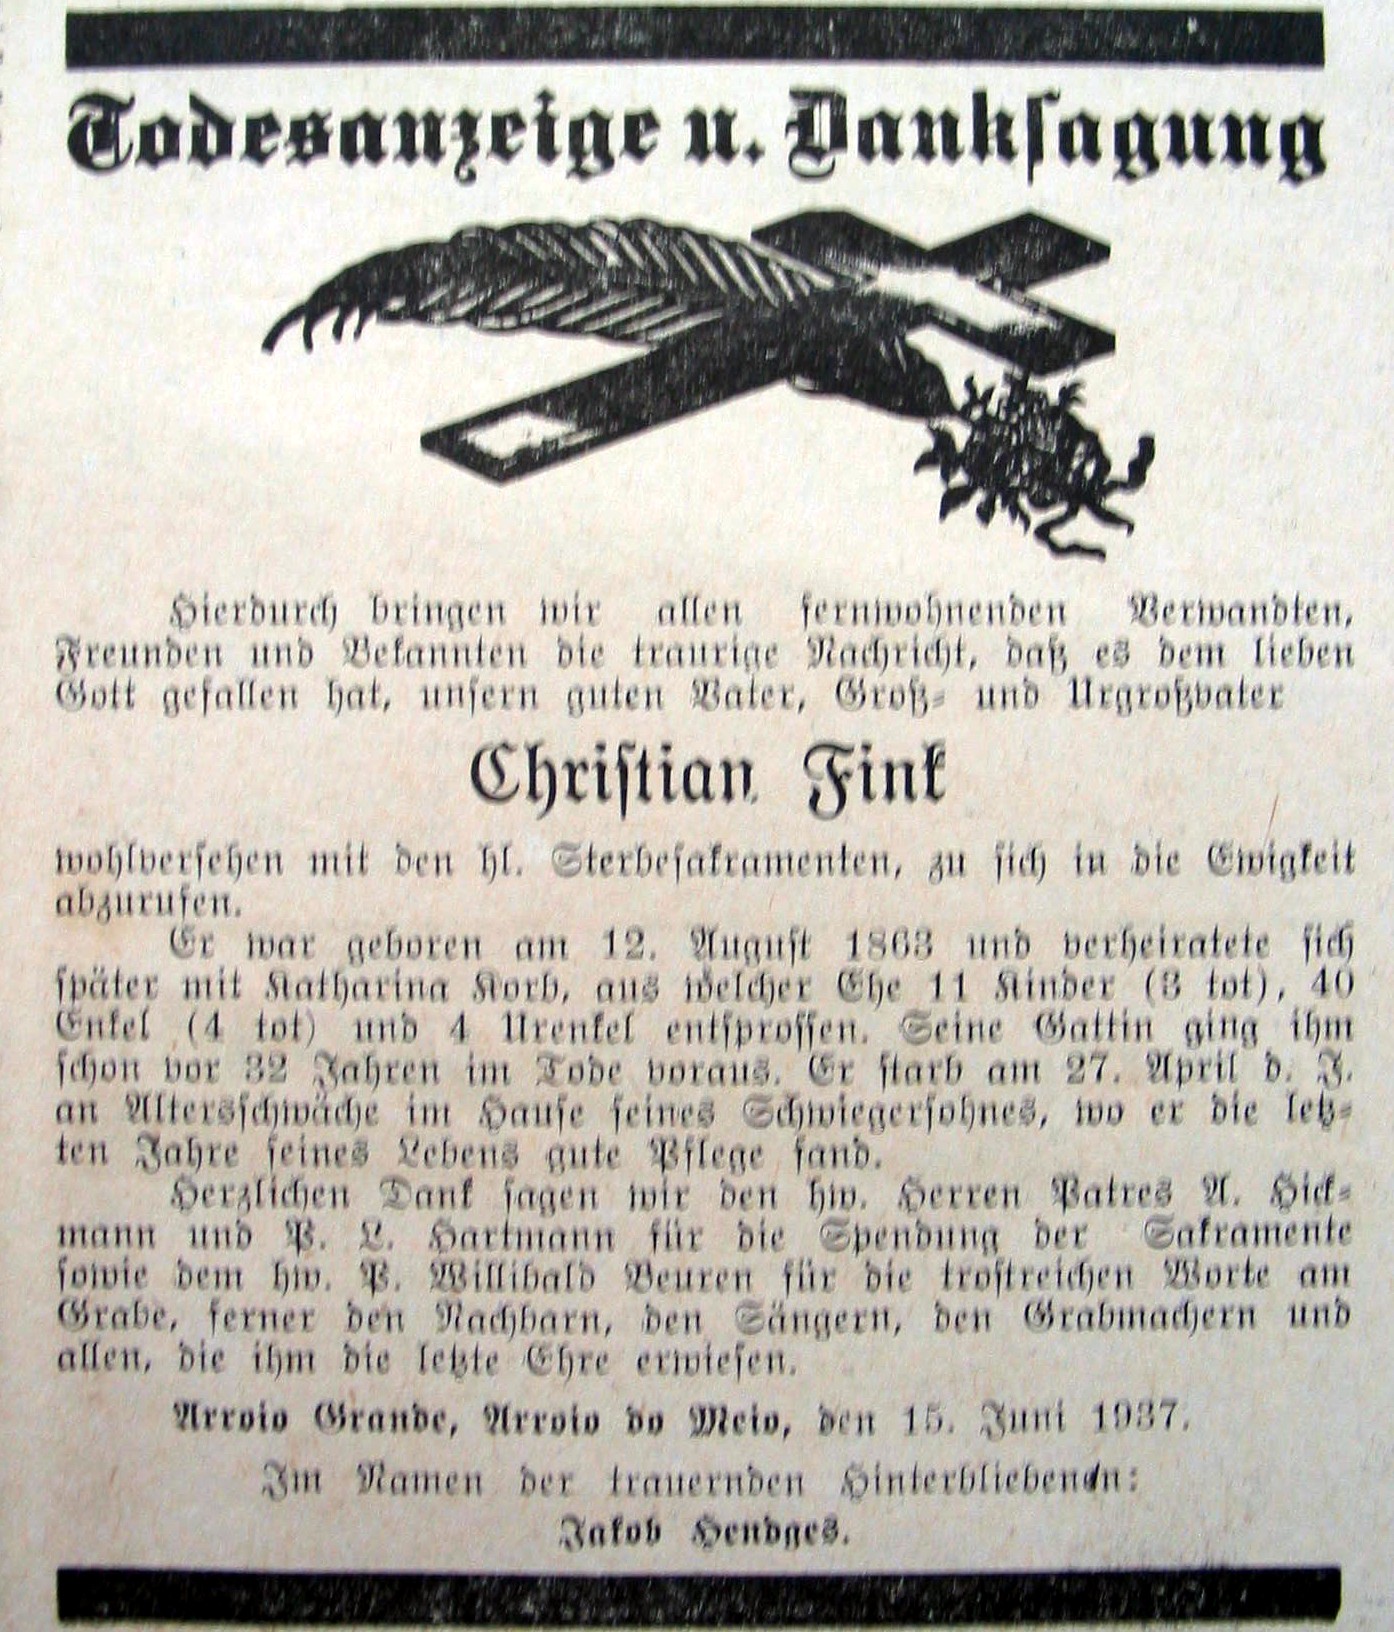 Todesanzeige u. Danksagung
Hierdurch bringen wir allen fernwohnenden Verwandten,
Freunden und Bekannten die traurige Nachricht, daß es dem lieben
Gott gefallen hat, unsern guten Vater, Groß- und Urgroßvater
Christian Fink
wohlversehen mit den hl. Sterbesakramenten, zu sich in die Ewigkeit
abzurufen.
Er war geboren am 12. August 1863 und verheiratete sich
später mit Katharina Korb, aus welcher Ehe 11 Kinder (3 tot), 40
Enkel (4 tot) und 4 Urenkel entsprossen. Seine Gattin ging ihm
schon vor 32 Jahren im Tode voraus. Er starb am 27. April d. J.
an Altersschwäche im Hause seines Schwiegersohnes, wo er die letz-
ten Jahre seines Lebens gute Pflege fand.
Herzlichen Dank sagen wir den hw. Herren Patres A. Hick-
mann und P. L. Hartmann für die Spendung der Sakramente
sowie dem hw. P. Willibald Beuren für die trostreichen Worte am
Grabe, ferner den Nachbarn, den Sängern, den Grabmachern und
allen, die ihm die letzte Ehre erwiesen.
Arroio Grande, Arroio do Meio, den 15. Juni 1937.
Im Namen der trauernden Hinterbliebenen:
Jakob Hendges.